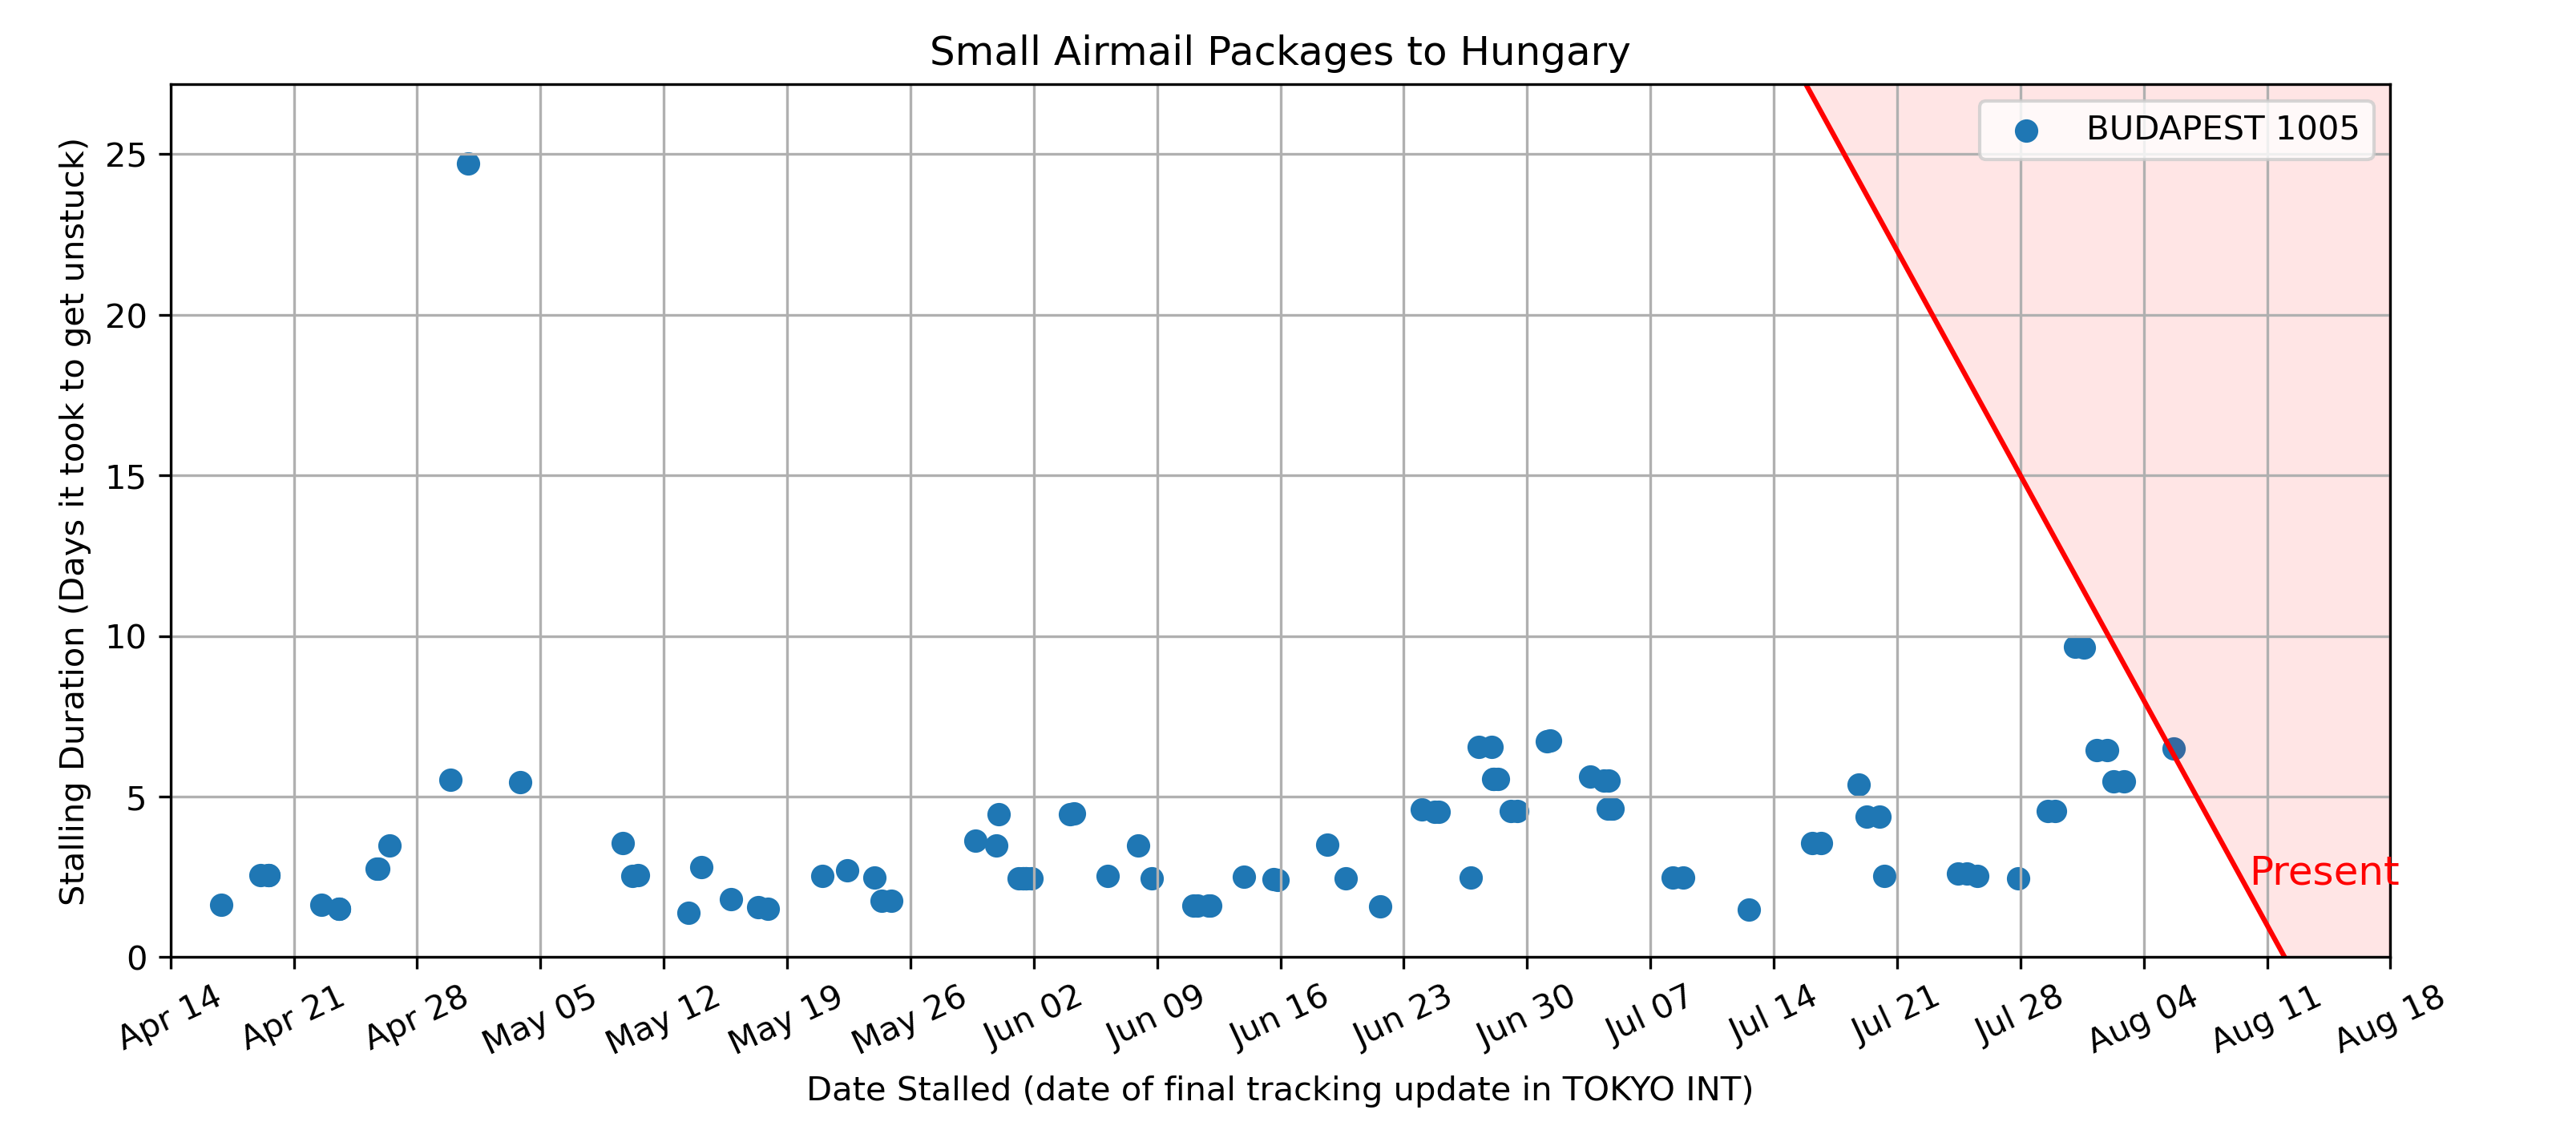 Small Airmail Packages to Hungary
BUDAPEST 1005
Stalling Duration (Days it took to get unstuck)
25
20
15
10
5
0
Present
Apr 14 Apr 21 Apr 28 May 05 May 12 May 19 May 26 Jun 02 Jun 09 Jun 16 Jun 23 Jun 30 Jul 07 Jul 14 Jul 21 Jul 28 Aug 04 Aug 11 Aug 18
Date Stalled (date of final tracking update in TOKYO INT)